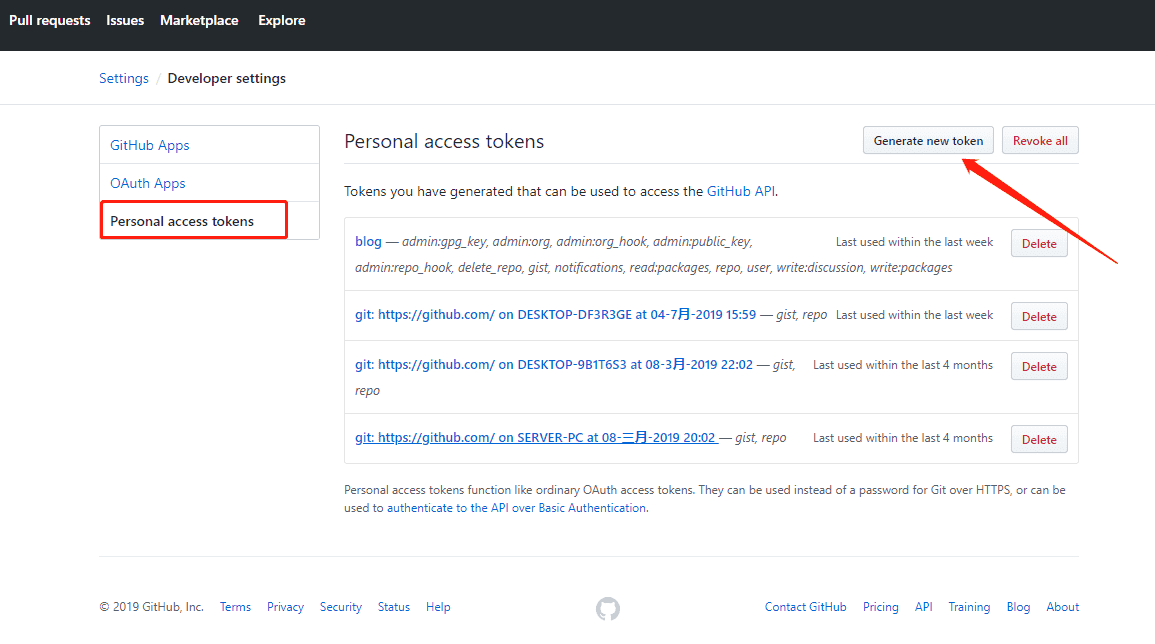 Pull requests Issues Marketplace Explore
Settings / Developer settings
GitHub Apps
OAuth Apps
Personal access tokens
Personal access tokens
Generate new token
Revoke all
Tokens you have generated that can be used to access the GitHub API.
blog — admin:gpg_key, admin:org, admin:org_hook, admin:public_key,
admin:repo_hook, delete_repo, gist, notifications, read:packages, repo, user, write:discussion, write:packages
Last used within the last week
Delete
git: https://github.com/ on DESKTOP-DF3R3GE at 04-7月-2019 15:59 — gist, repo
Last used within the last week
Delete
git: https://github.com/ on DESKTOP-9B1T6S3 at 08-3月-2019 22:02 — gist,
repo
Last used within the last 4 months
Delete
git: https://github.com/ on SERVER-PC at 08-三月-2019 20:02 — gist, repo
Last used within the last 4 months
Delete
Personal access tokens function like ordinary OAuth access tokens. They can be used instead of a password for Git over HTTPS, or can be
used to authenticate to the API over Basic Authentication.
© 2019 GitHub, Inc. Terms Privacy Security Status Help
Contact GitHub Pricing API Training Blog About